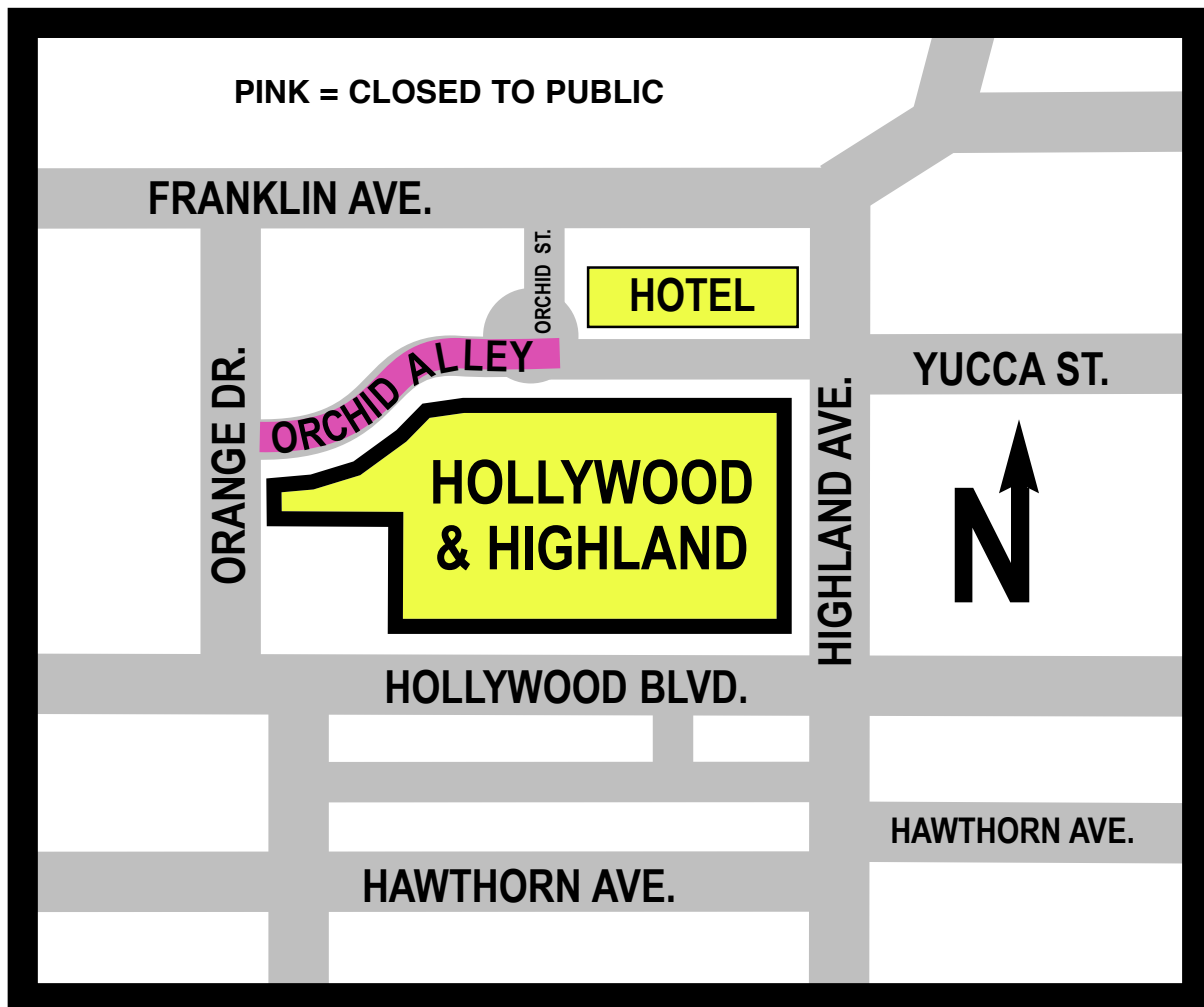 PINK = CLOSED TO PUBLIC
FRANKLIN AVE.
ORCHID ST.
HOTEL
ORCHID ALLEY
YUCCA ST.
ORANGE DR.
HIGHLAND AVE.
HOLLYWOOD
& HIGHLAND
N
HOLLYWOOD BLVD.
HAWTHORN AVE.
HAWTHORN AVE.